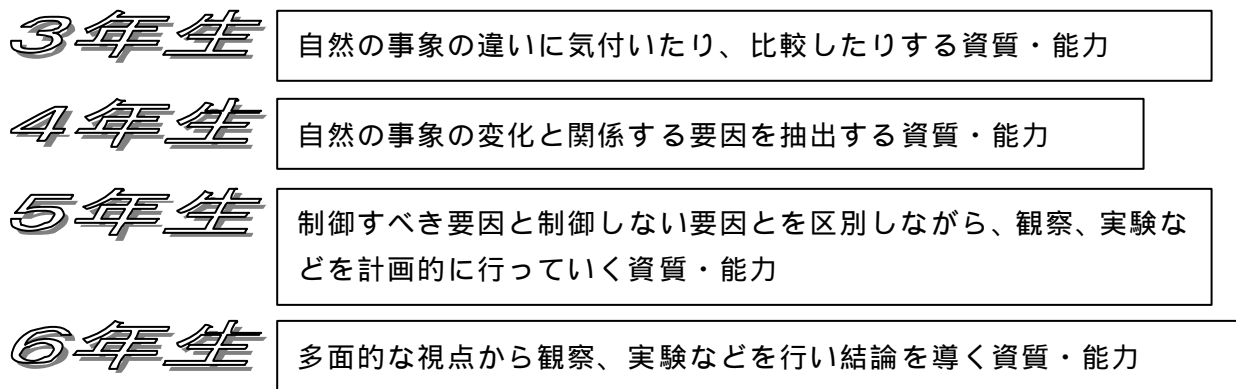 3年生
自然の事象の違いに気付いたり、比較したりする資質・能力
4年生
自然の事象の変化と関係する要因を抽出する資質・能力
5年生
制御すべき要因と制御しない要因とを区別しながら、観察、実験な
どを計画的に行っていく資質・能力
6年生
多面的な視点から観察、実験などを行い結論を導く資質・能力